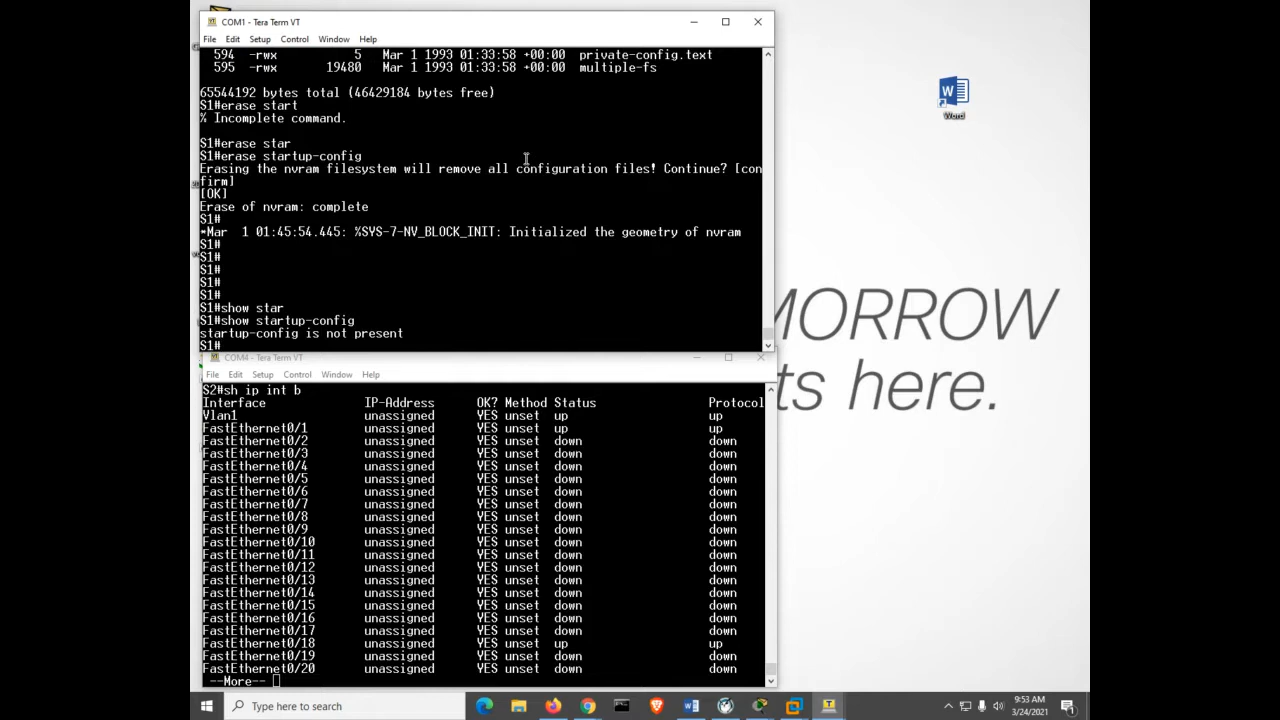 COM1 - Tera Term VT
File Edit Setup Control Window Help
594 -rwx 5 Mar 1 1993 01:33:58 +00:00 private-config.text
595 -rwx 19480 Mar 1 1993 01:33:58 +00:00 multiple-fs
65544192 bytes total (46429184 bytes free)
S1#erase start
% Incomplete command.
S1#erase star
S1#erase startup-config
Erasing the nvram filesystem will remove all configuration files! Continue? [con
firm]
[OK]
Erase of nvram: complete
S1#
*Mar 1 01:45:54.445: %SYS-7-NV_BLOCK_INIT: Initialized the geometry of nvram
S1#
S1#
S1#
S1#
S1#
S1#show star
S1#show startup-config
startup-config is not present
S1#
COM4 - Tera Term VT
File Edit Setup Control Window Help
S2#sh ip int b
Interface IP-Address OK? Method Status Protocol
Vlan1 unassigned YES unset up up
FastEthernet0/1 unassigned YES unset up up
FastEthernet0/2 unassigned YES unset down down
FastEthernet0/3 unassigned YES unset down down
FastEthernet0/4 unassigned YES unset down down
FastEthernet0/5 unassigned YES unset down down
FastEthernet0/6 unassigned YES unset down down
FastEthernet0/7 unassigned YES unset down down
FastEthernet0/8 unassigned YES unset down down
FastEthernet0/9 unassigned YES unset down down
FastEthernet0/10 unassigned YES unset down down
FastEthernet0/11 unassigned YES unset down down
FastEthernet0/12 unassigned YES unset down down
FastEthernet0/13 unassigned YES unset down down
FastEthernet0/14 unassigned YES unset down down
FastEthernet0/15 unassigned YES unset down down
FastEthernet0/16 unassigned YES unset down down
FastEthernet0/17 unassigned YES unset down down
FastEthernet0/18 unassigned YES unset up up
FastEthernet0/19 unassigned YES unset down down
FastEthernet0/20 unassigned YES unset down down
--More--
Word
MORROW
ts here.
Type here to search
9:53 AM
3/24/2021
1